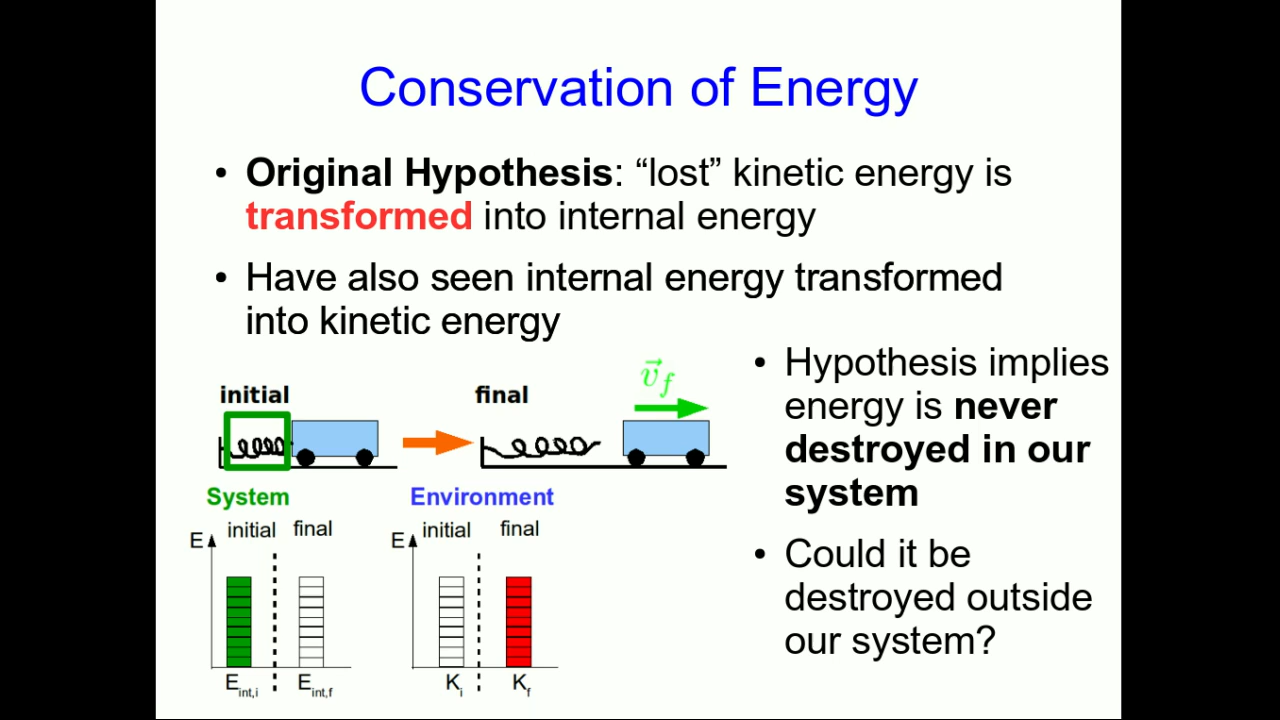 Conservation of Energy
• Original Hypothesis: “lost” kinetic energy is
transformed into internal energy
• Have also seen internal energy transformed
into kinetic energy
• Hypothesis implies
energy is never
destroyed in our
system
• Could it be
destroyed outside
our system?
initial
final
v⃗f
System
Environment
E initial final
E initial final
Eint,i Eint,f
Ki Kf